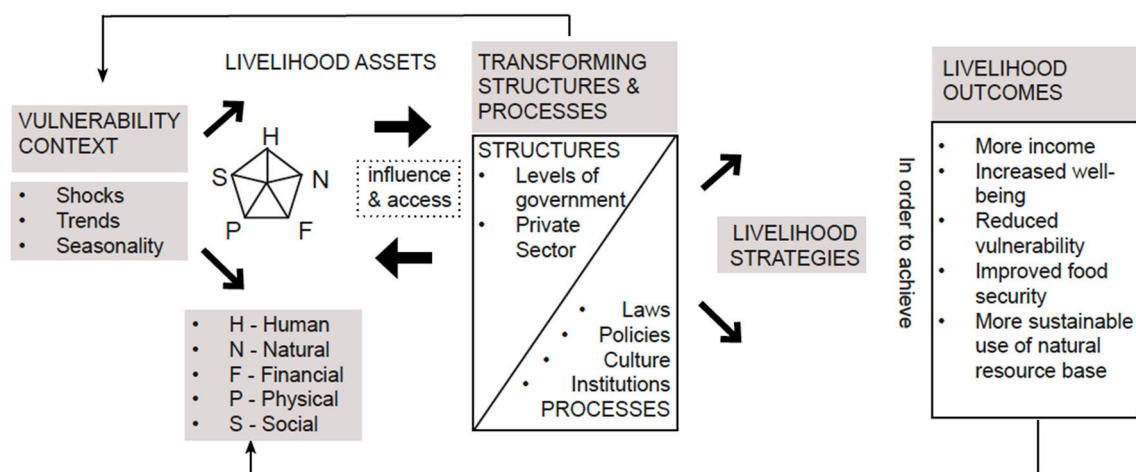 VULNERABILITY
CONTEXT
• Shocks
• Trends
• Seasonality
LIVELIHOOD ASSETS
H
S
N
P
F
• H - Human
• N - Natural
• F - Financial
• P - Physical
• S - Social
influence
& access
TRANSFORMING
STRUCTURES &
PROCESSES
STRUCTURES
• Levels of
government
• Private
Sector
• Laws
• Policies
• Culture
• Institutions
PROCESSES
LIVELIHOOD
STRATEGIES
In order to achieve
LIVELIHOOD
OUTCOMES
• More income
• Increased well-
being
• Reduced
vulnerability
• Improved food
security
• More sustainable
use of natural
resource base